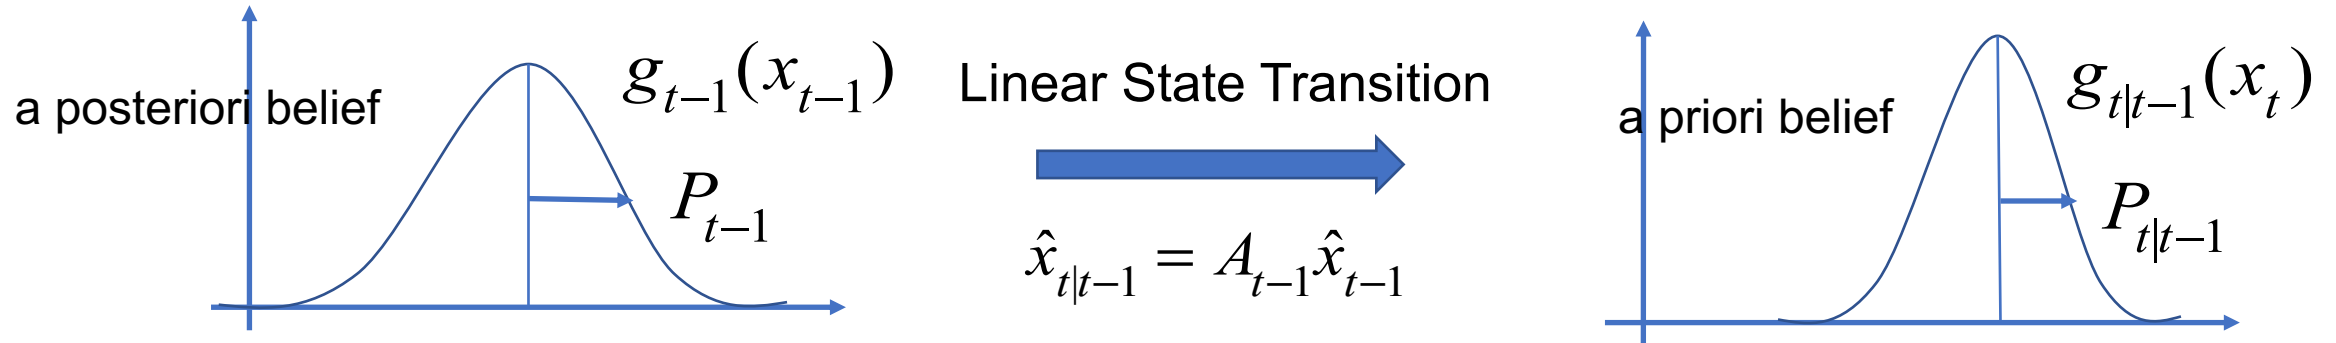 a posteriori belief
g_{t-1}(x_{t-1})
P_{t-1}
Linear State Transition
x̂_{t|t-1} = A_{t-1}x̂_{t-1}
a priori belief
g_{t|t-1}(x_t)
P_{t|t-1}